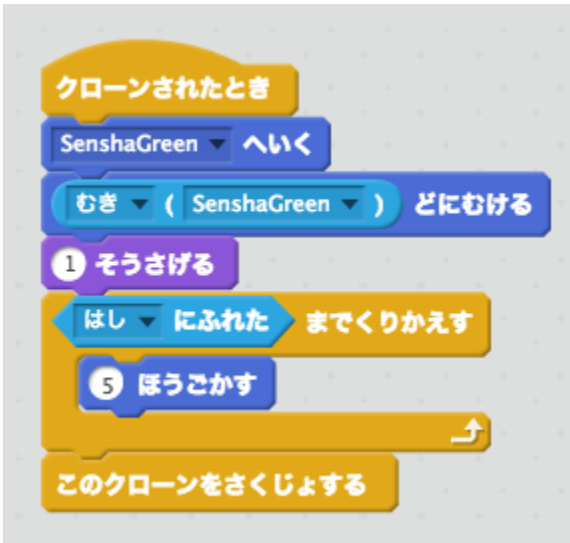 クローンされたとき
SenshaGreen へいく
むき ( SenshaGreen ) どにむける
1 そうさげる
はし にふれた までくりかえす
5 ほうごかす
このクローンをさくじょする